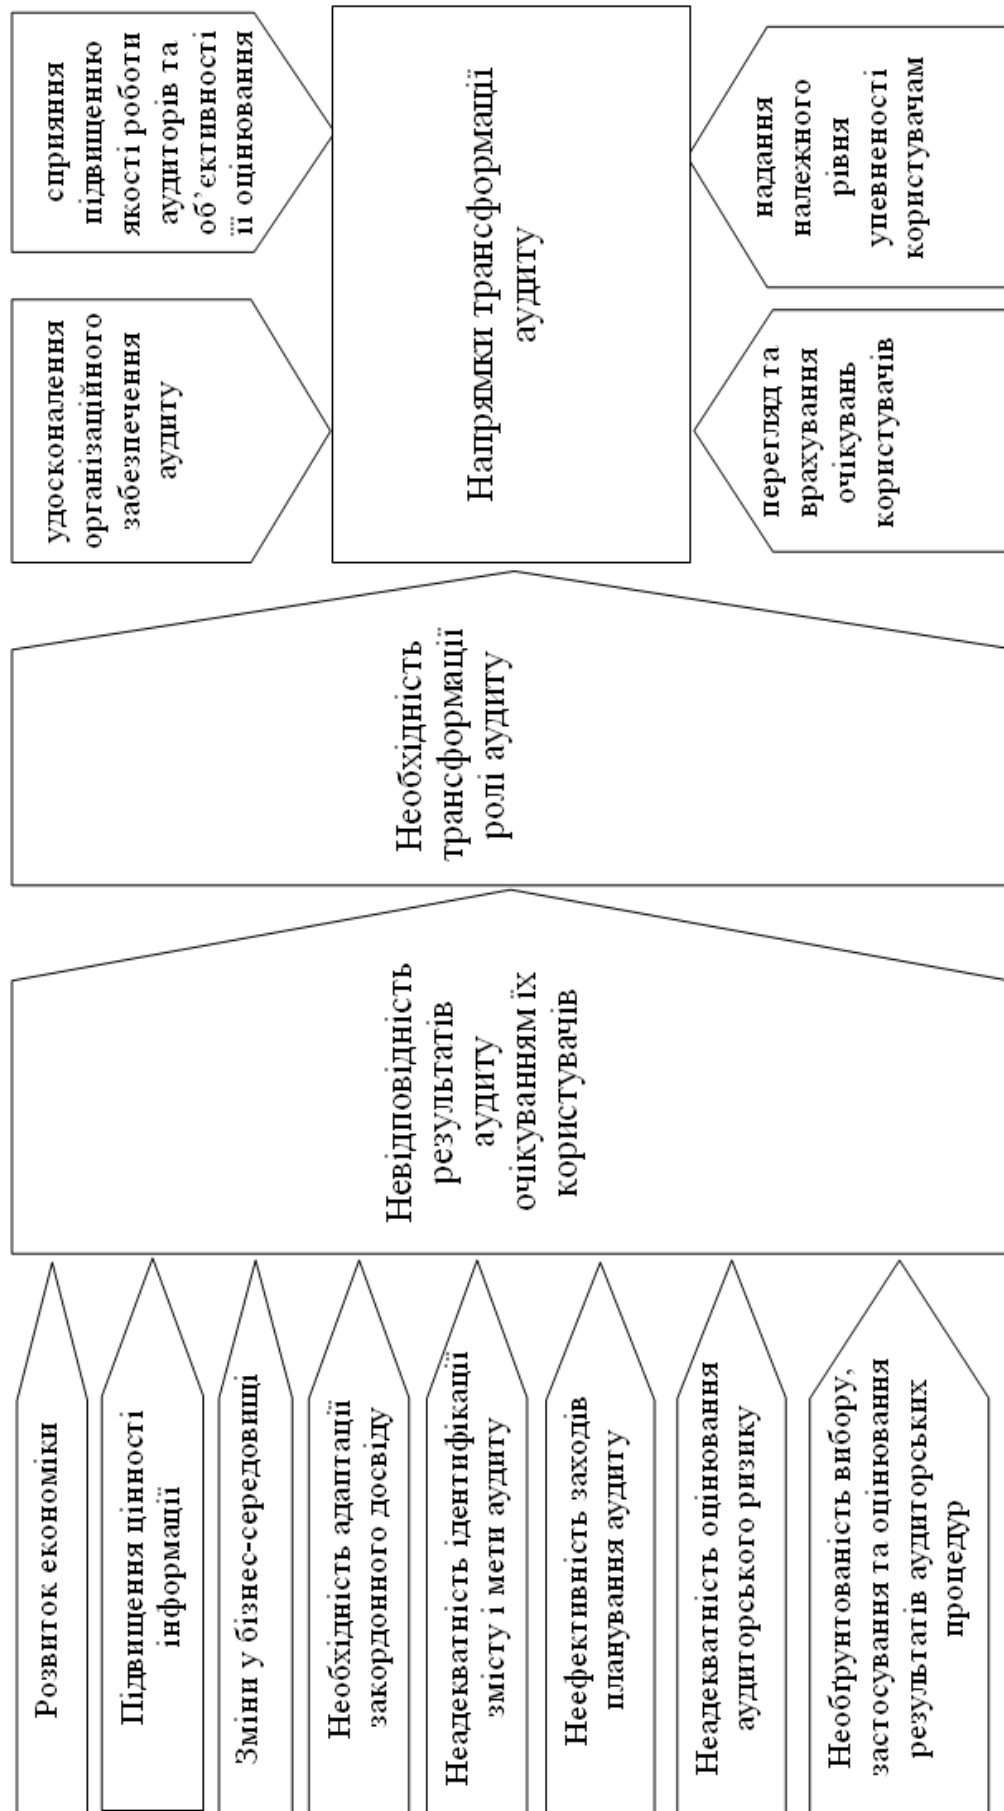 Розвиток економіки
Підвищення цінності
інформації
Зміни у бізнес-середовищі
Необхідність адаптації
закордонного досвіду
Неадекватність ідентифікації
змісту і мети аудиту
Неефективність заходів
планування аудиту
Неадекватність оцінювання
аудиторського ризику
Необґрунтованість вибору,
застосування та оцінювання
результатів аудиторських
процедур
Невідповідність
результатів
аудиту
очікуванням їх
користувачів
Необхідність
трансформації
ролі аудиту
удосконалення
організаційного
забезпечення
аудиту
сприяння
підвищенню
якості роботи
аудиторів та
об’єктивності
її оцінювання
Напрямки трансформації
аудиту
перегляд та
врахування
очікувань
користувачів
надання
належного
рівня
упевненості
користувачам